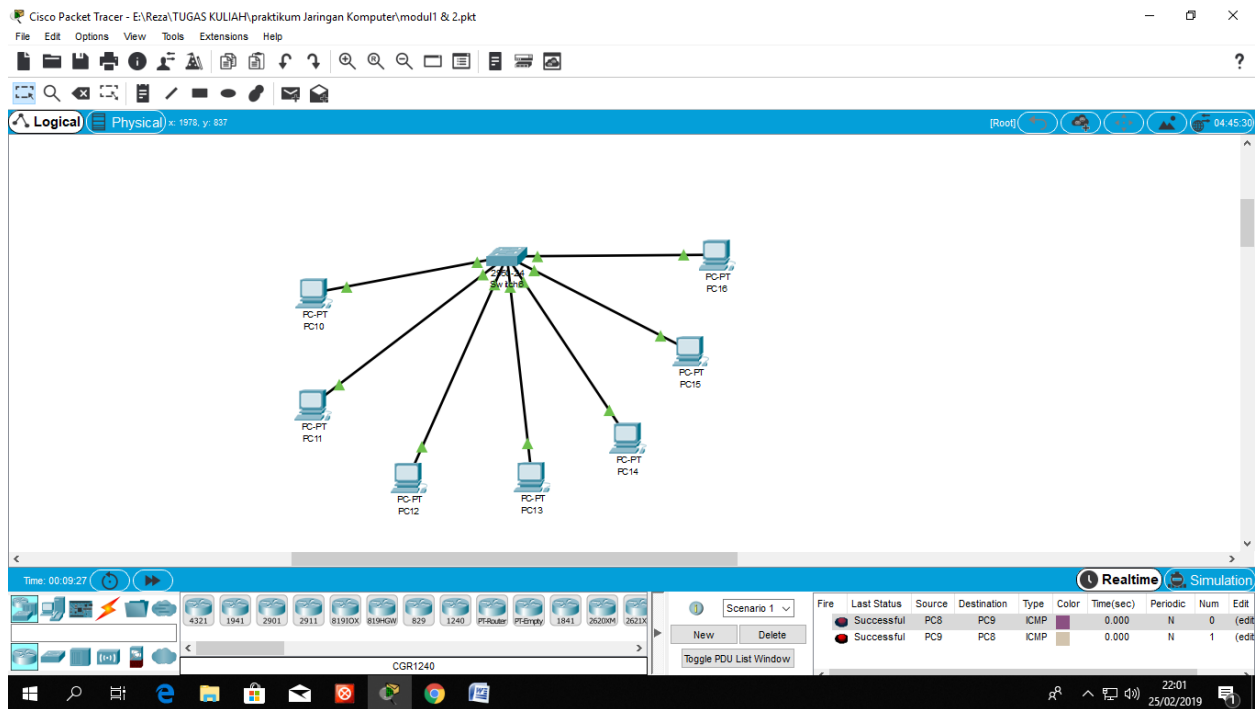 Cisco Packet Tracer - E:\Reza\TUGAS KULIAH\praktikum Jaringan Komputer\modul1 & 2.pkt
File Edit Options View Tools Extensions Help
?
Logical Physical x: 1978, y: 837 [Root] 04:45:30
PC-PT
PC16
PC-PT
PC10
PC-PT
PC15
PC-PT
PC11
PC-PT
PC14
PC-PT
PC12
PC-PT
PC13
Time: 00:09:27 Realtime Simulation
4321 1941 2901 2911 819IOX 819HGW 829 1240 PT-Router PT-Empty 1841 2620XM 2621X
CGR1240
Scenario 1
New Delete
Toggle PDU List Window
Fire Last Status Source Destination Type Color Time(sec) Periodic Num Edit
Successful PC8 PC9 ICMP 0.000 N 0 (edit
Successful PC9 PC8 ICMP 0.000 N 1 (edit
22:01
25/02/2019
1